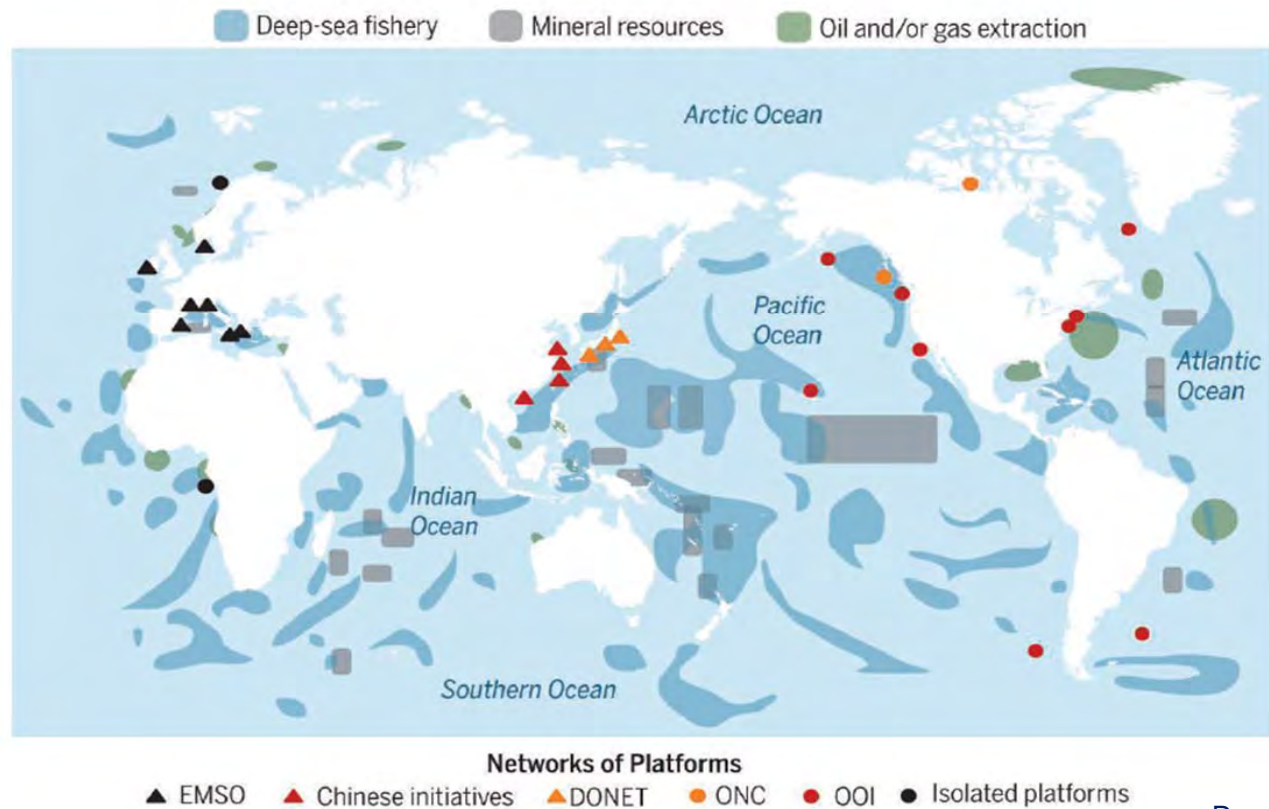 Deep-sea fishery Mineral resources Oil and/or gas extraction
Arctic Ocean
Pacific
Ocean
Atlantic
Ocean
Indian
Ocean
Southern Ocean
Networks of Platforms
EMSO Chinese initiatives DONET ONC OOI Isolated platforms